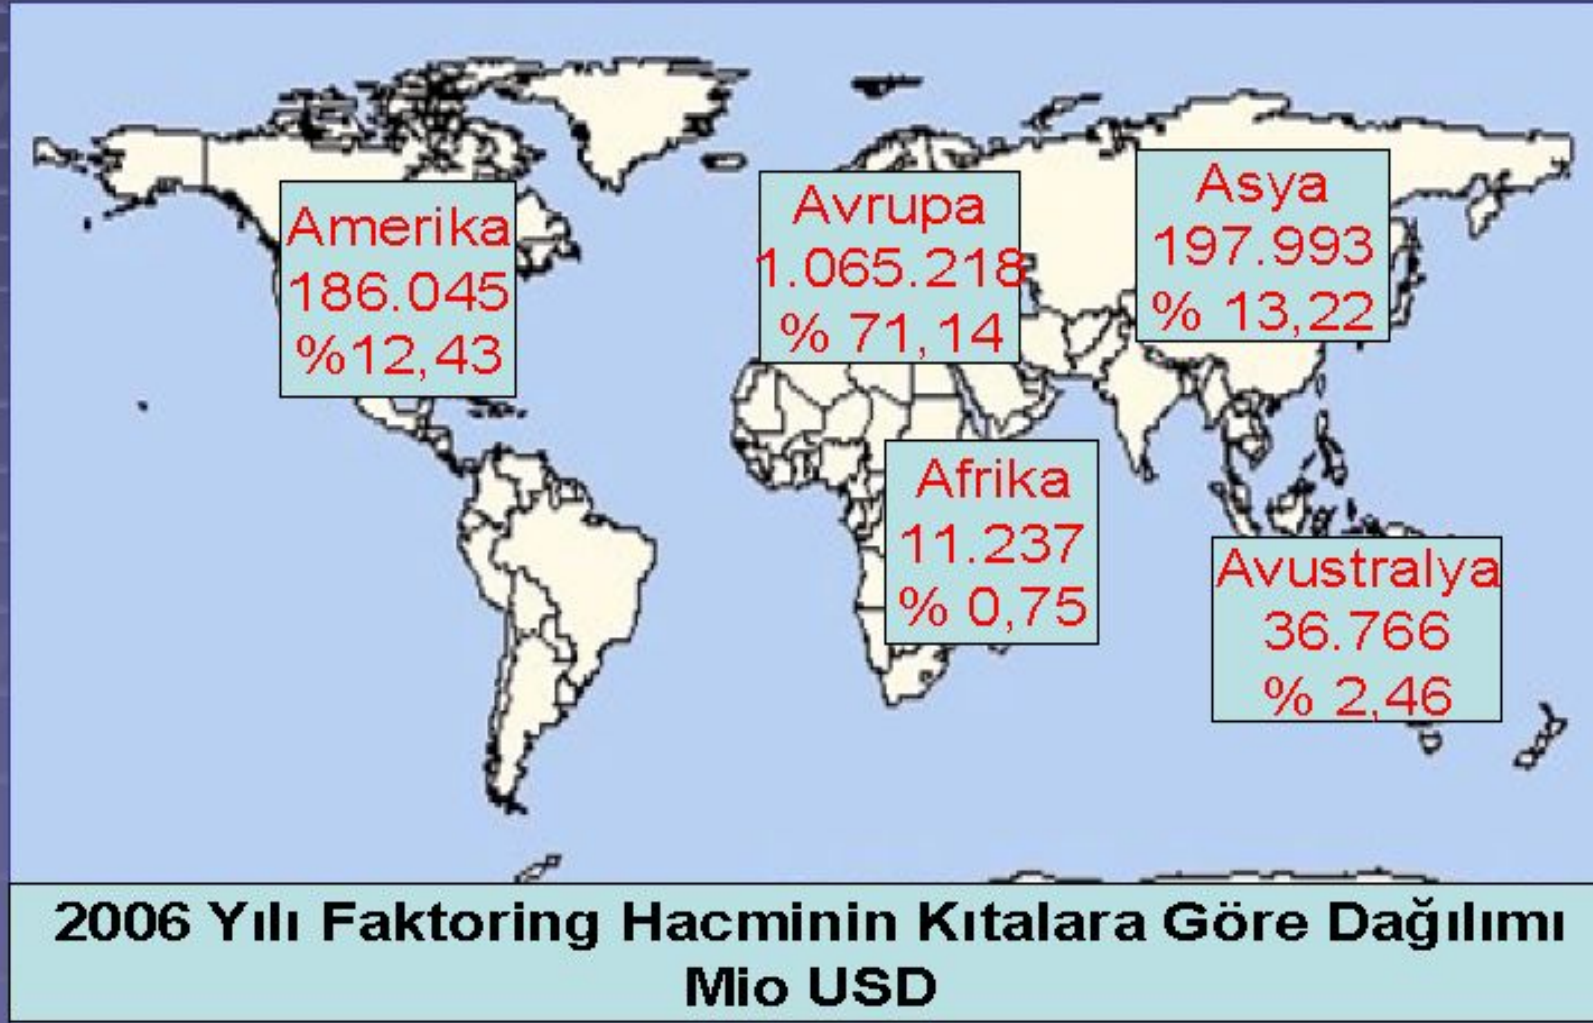 Amerika
186.045
%12,43
Avrupa
1.065.218
% 71,14
Asya
197.993
% 13,22
Afrika
11.237
% 0,75
Avustralya
36.766
% 2,46
2006 Yılı Faktoring Hacminin Kıtalara Göre Dağılımı
Mio USD